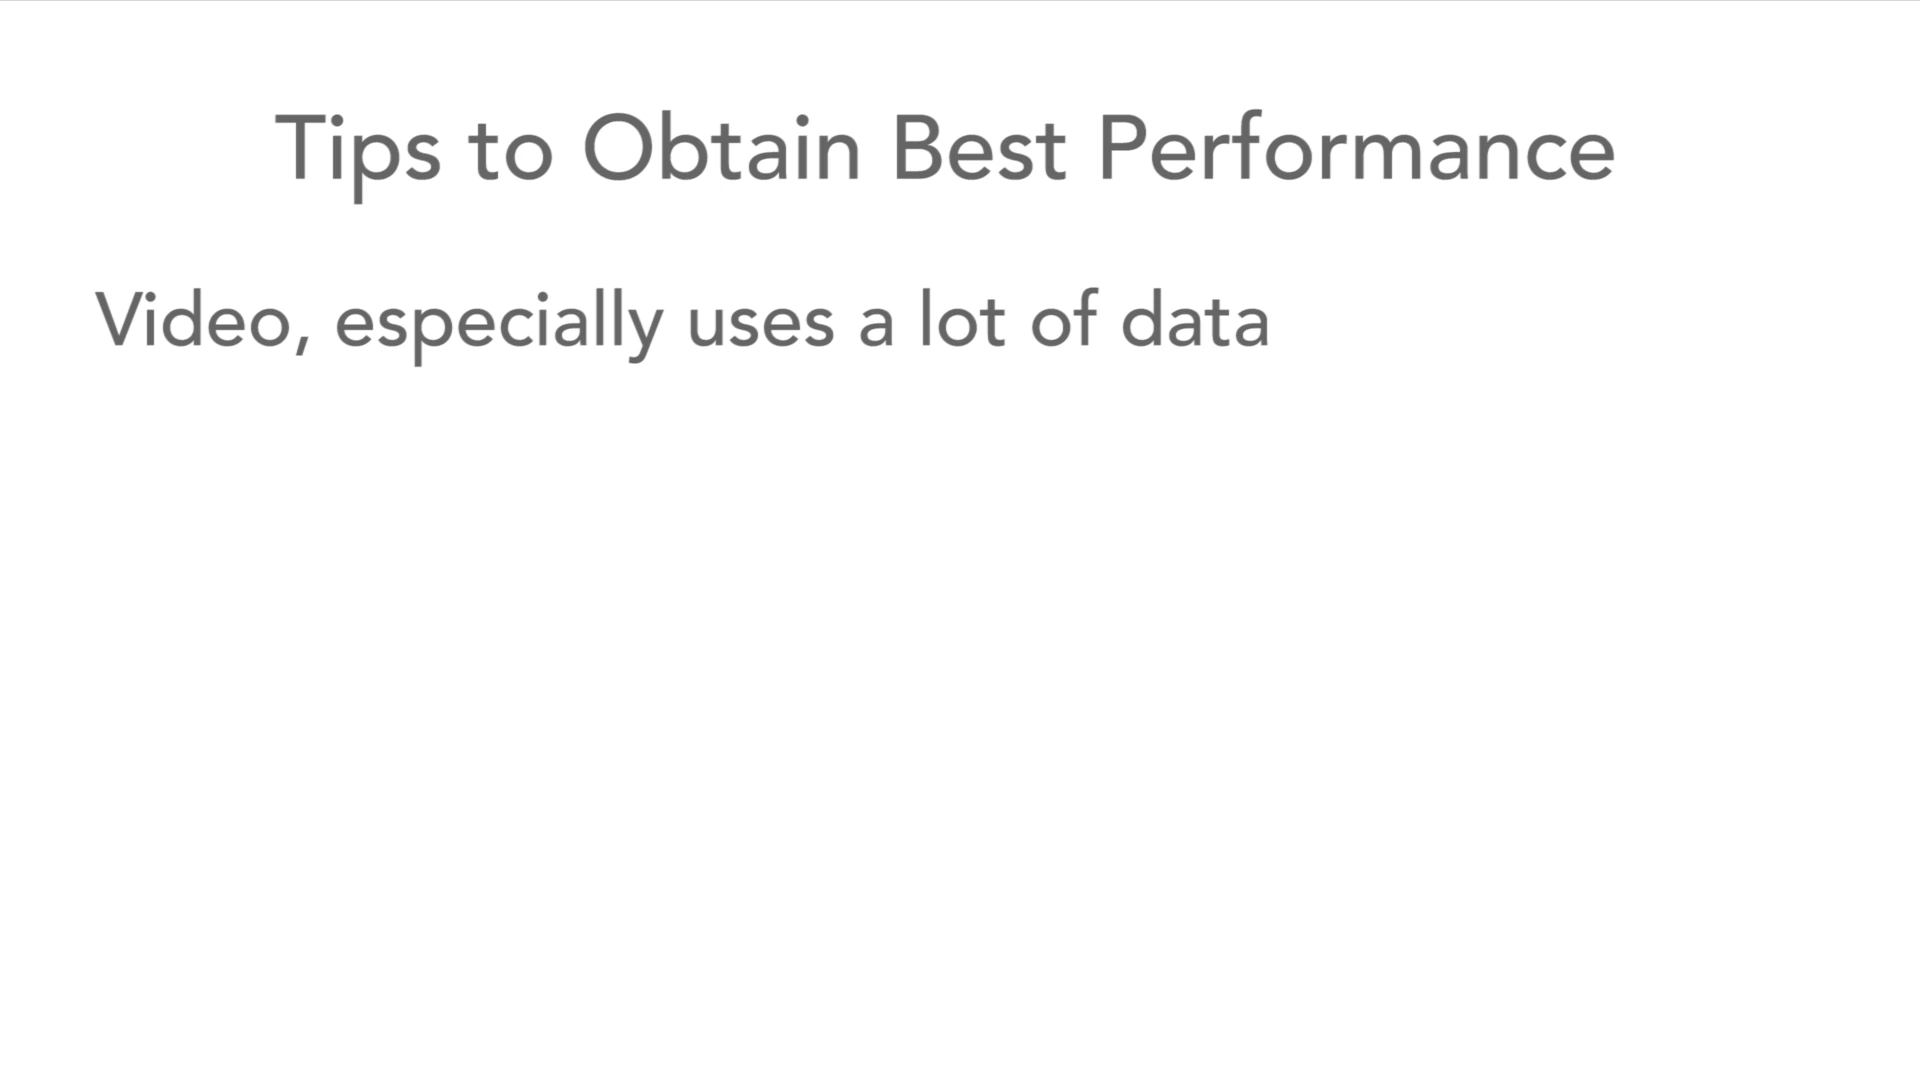 Tips to Obtain Best Performance
Video, especially uses a lot of data